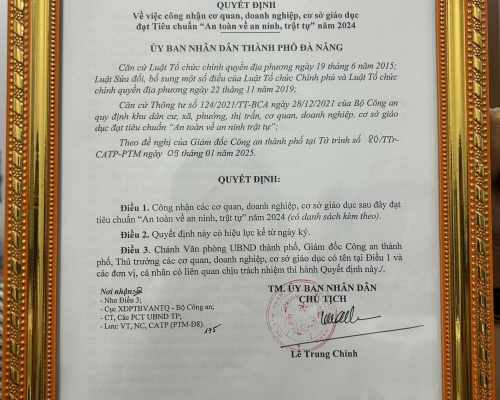 QUYẾT ĐỊNH
Về việc công nhận cơ quan, doanh nghiệp, cơ sở giáo dục
đạt Tiêu chuẩn “An toàn về an ninh, trật tự” năm 2024
ỦY BAN NHÂN DÂN THÀNH PHỐ ĐÀ NẴNG
Căn cứ Luật Tổ chức chính quyền địa phương ngày 19 tháng 6 năm 2015;
Luật Sửa đổi, bổ sung một số điều của Luật Tổ chức Chính phủ và Luật Tổ chức
chính quyền địa phương ngày 22 tháng 11 năm 2019;
Căn cứ Thông tư số 124/2021/TT-BCA ngày 28/12/2021 của Bộ Công an
quy định khu dân cư, xã, phường, thị trấn, cơ quan, doanh nghiệp, cơ sở giáo
dục đạt tiêu chuẩn “An toàn về an ninh, trật tự”;
Theo đề nghị của Giám đốc Công an thành phố tại Tờ trình số 80/TTr-
CATP-PTM ngày 09 tháng 01 năm 2025.
QUYẾT ĐỊNH:
Điều 1. Công nhận các cơ quan, doanh nghiệp, cơ sở giáo dục sau đây đạt
tiêu chuẩn “An toàn về an ninh, trật tự” năm 2024 (có danh sách kèm theo).
Điều 2. Quyết định này có hiệu lực kể từ ngày ký.
Điều 3. Chánh Văn phòng UBND thành phố, Giám đốc Công an thành
phố, Thủ trưởng các cơ quan, doanh nghiệp, cơ sở giáo dục có tên tại Điều 1 và
các đơn vị, cá nhân có liên quan chịu trách nhiệm thi hành Quyết định này./.
Nơi nhận:
- Như Điều 3;
- Cục XDPTBVANTQ - Bộ Công an;
- CT, Các PCT UBND TP;
- Lưu: VT, NC, CATP (PTM-Đ8).
TM. ỦY BAN NHÂN DÂN
CHỦ TỊCH
Lê Trung Chinh